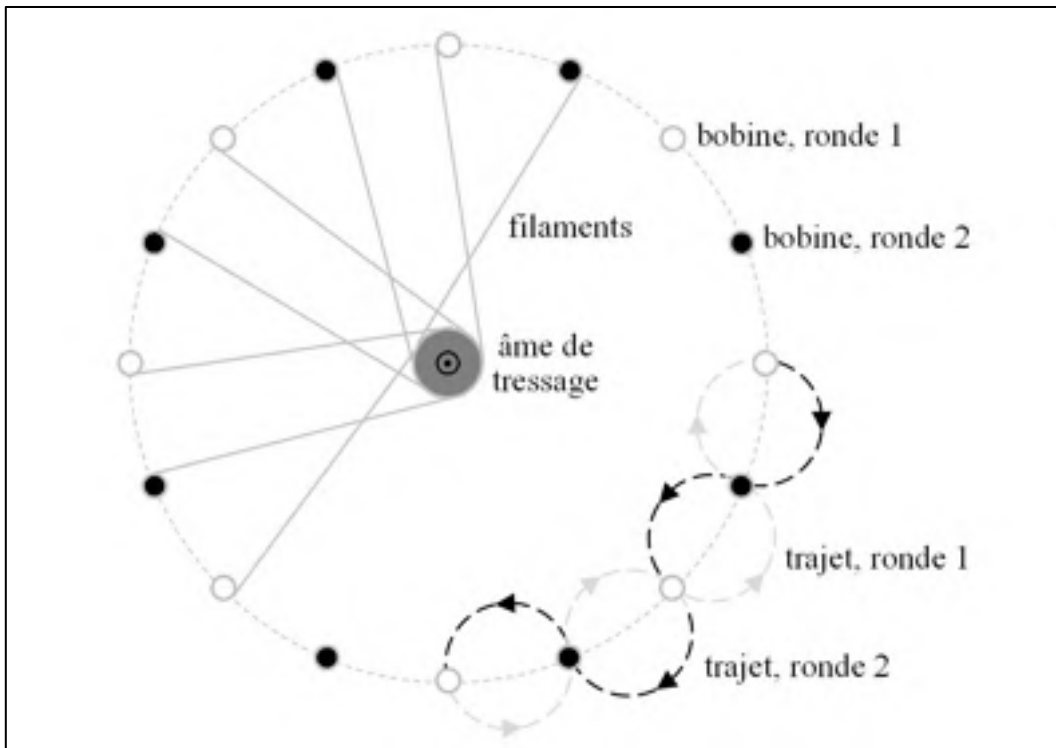 bobine, ronde 1
filaments
bobine, ronde 2
âme de
tressage
trajet, ronde 1
trajet, ronde 2